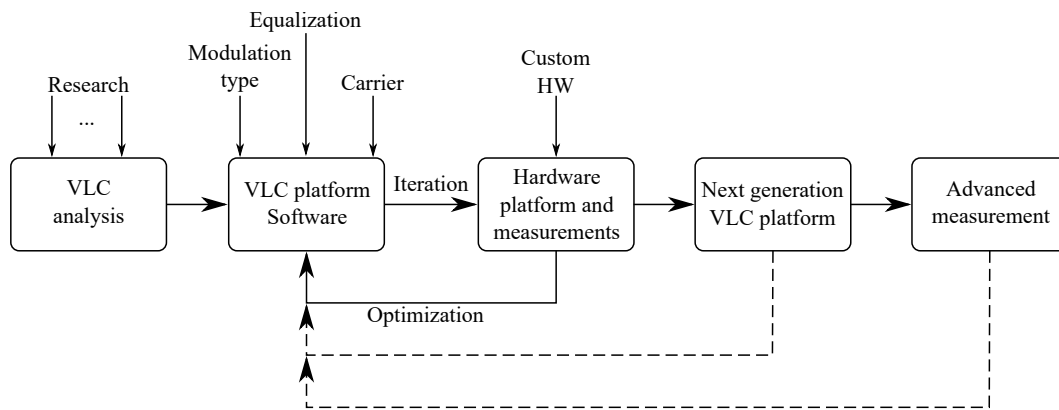 Equalization
Modulation
type
Carrier
Custom
HW
Research
...
VLC
analysis
VLC platform
Software
Iteration
Hardware
platform and
measurements
Next generation
VLC platform
Advanced
measurement
Optimization